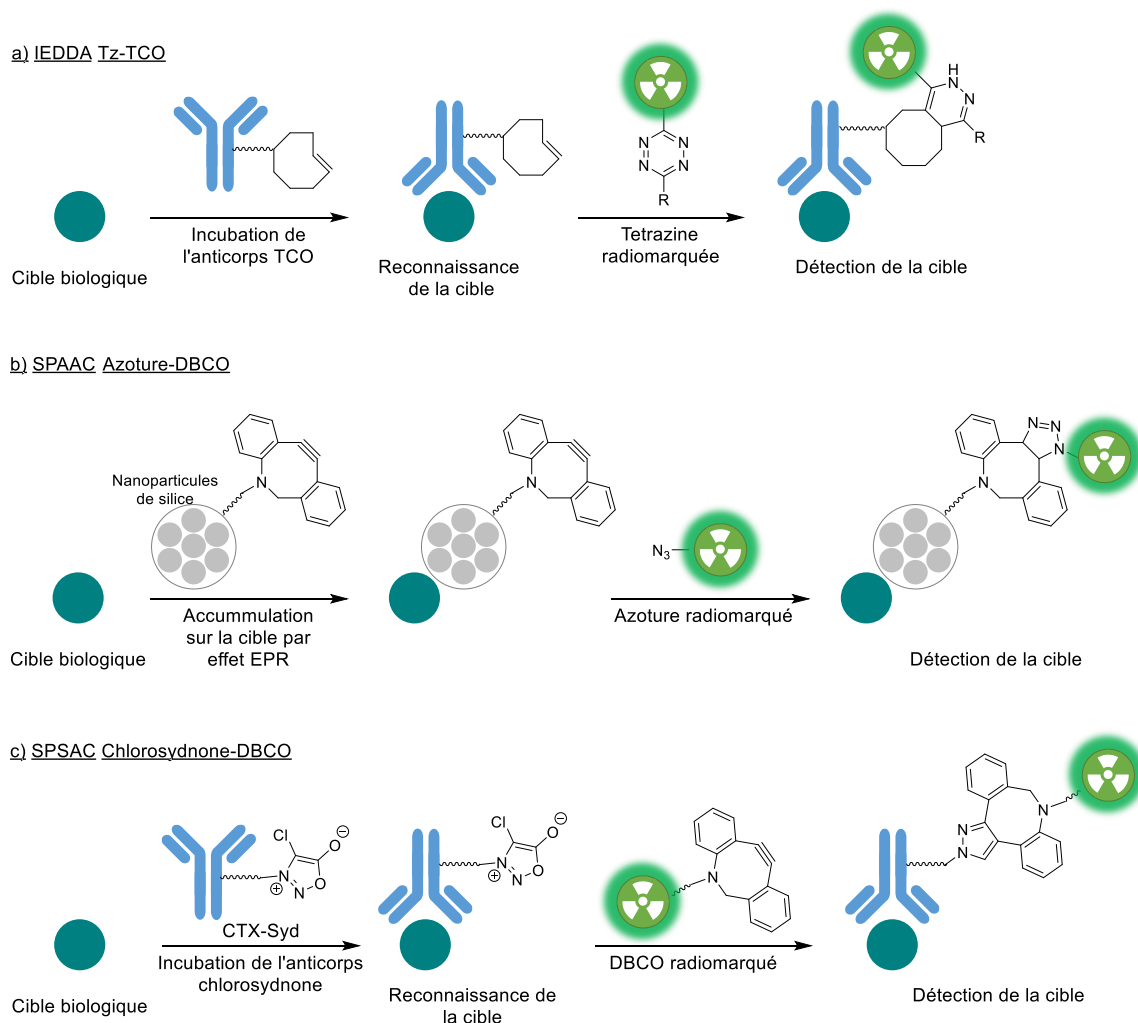 a) IEDDA Tz-TCO
H
N
N
R
N
N
N
N
R
Incubation de
l'anticorps TCO
Tetrazine
radiomarquée
Cible biologique
Reconnaissance
de la cible
Détection de la cible
b) SPAAC Azoture-DBCO
Nanoparticules
de silice
N
N
N
N
N
N
N
N3
Accummulation
sur la cible par
effet EPR
Azoture radiomarqué
Cible biologique
Détection de la cible
c) SPSAC Chlorosydnone-DBCO
Cl
O ⊖
N
⊕
N
O
Cl
O ⊖
N
⊕
N
O
N
N
N
N
CTX-Syd
Incubation de l'anticorps
chlorosydnone
DBCO radiomarqué
Cible biologique
Reconnaissance de
la cible
Détection de la cible